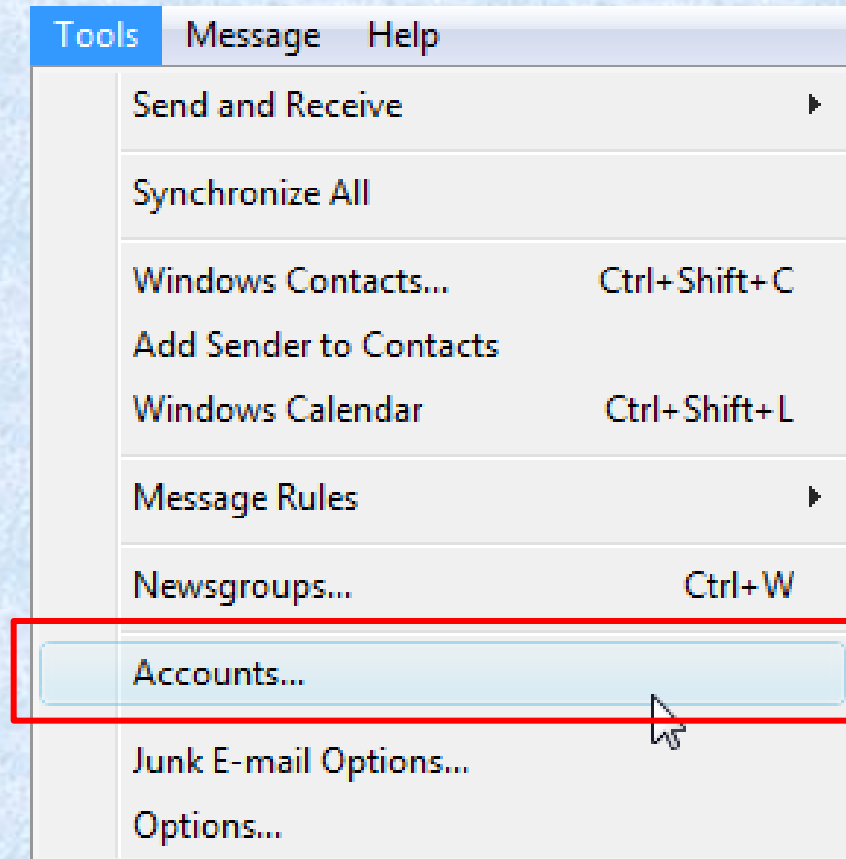 Tools Message Help
Send and Receive
Synchronize All
Windows Contacts... Ctrl+Shift+C
Add Sender to Contacts
Windows Calendar Ctrl+Shift+L
Message Rules
Newsgroups... Ctrl+W
Accounts...
Junk E-mail Options...
Options...